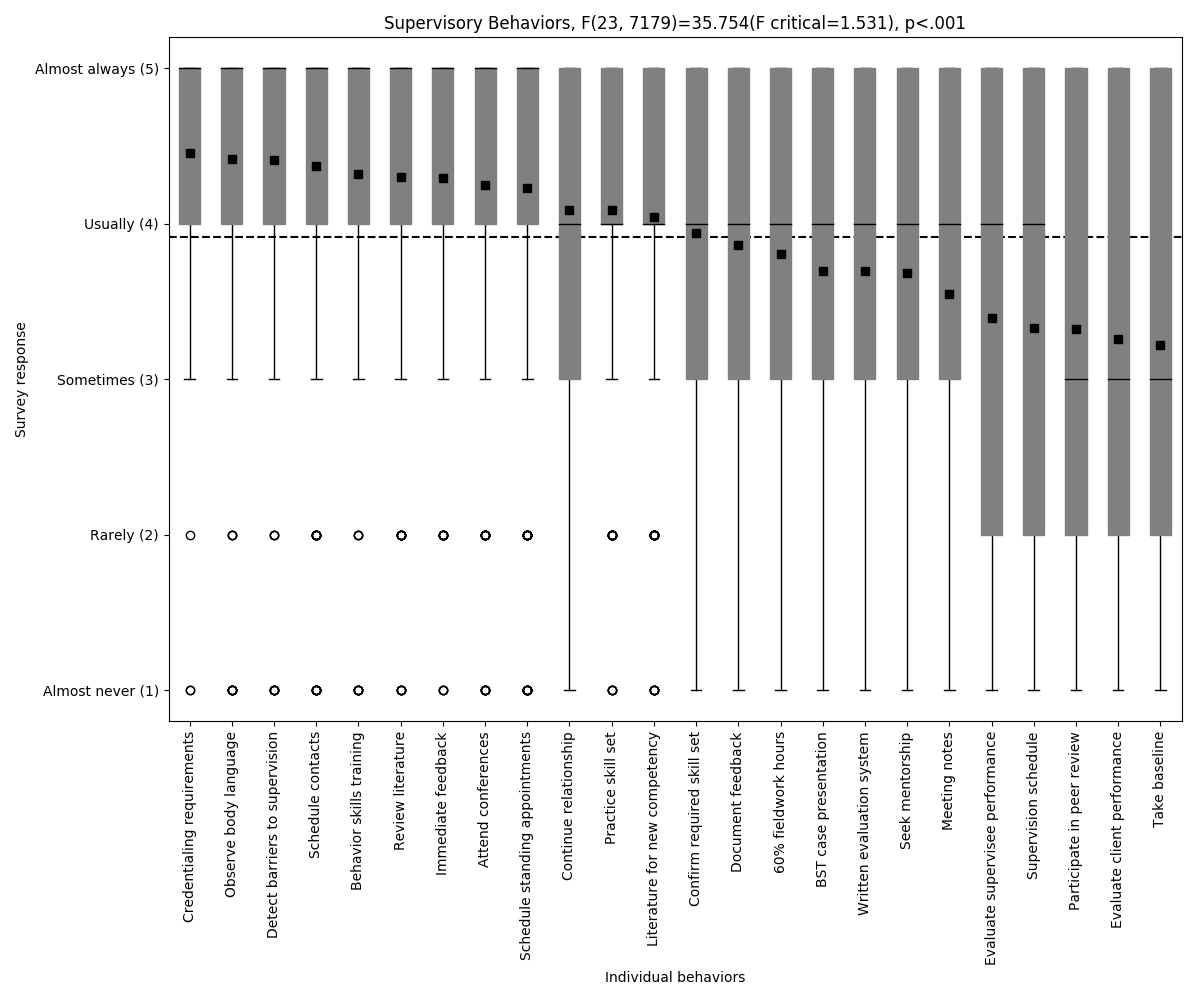 Supervisory Behaviors, F(23, 7179)=35.754(F critical=1.531), p<.001
Survey response
Almost always (5)
Usually (4)
Sometimes (3)
Rarely (2)
Almost never (1)
Credentialing requirements
Observe body language
Detect barriers to supervision
Schedule contacts
Behavior skills training
Review literature
Immediate feedback
Attend conferences
Schedule standing appointments
Continue relationship
Practice skill set
Literature for new competency
Confirm required skill set
Document feedback
60% fieldwork hours
BST case presentation
Written evaluation system
Seek mentorship
Meeting notes
Evaluate supervisee performance
Supervision schedule
Participate in peer review
Evaluate client performance
Take baseline
Individual behaviors